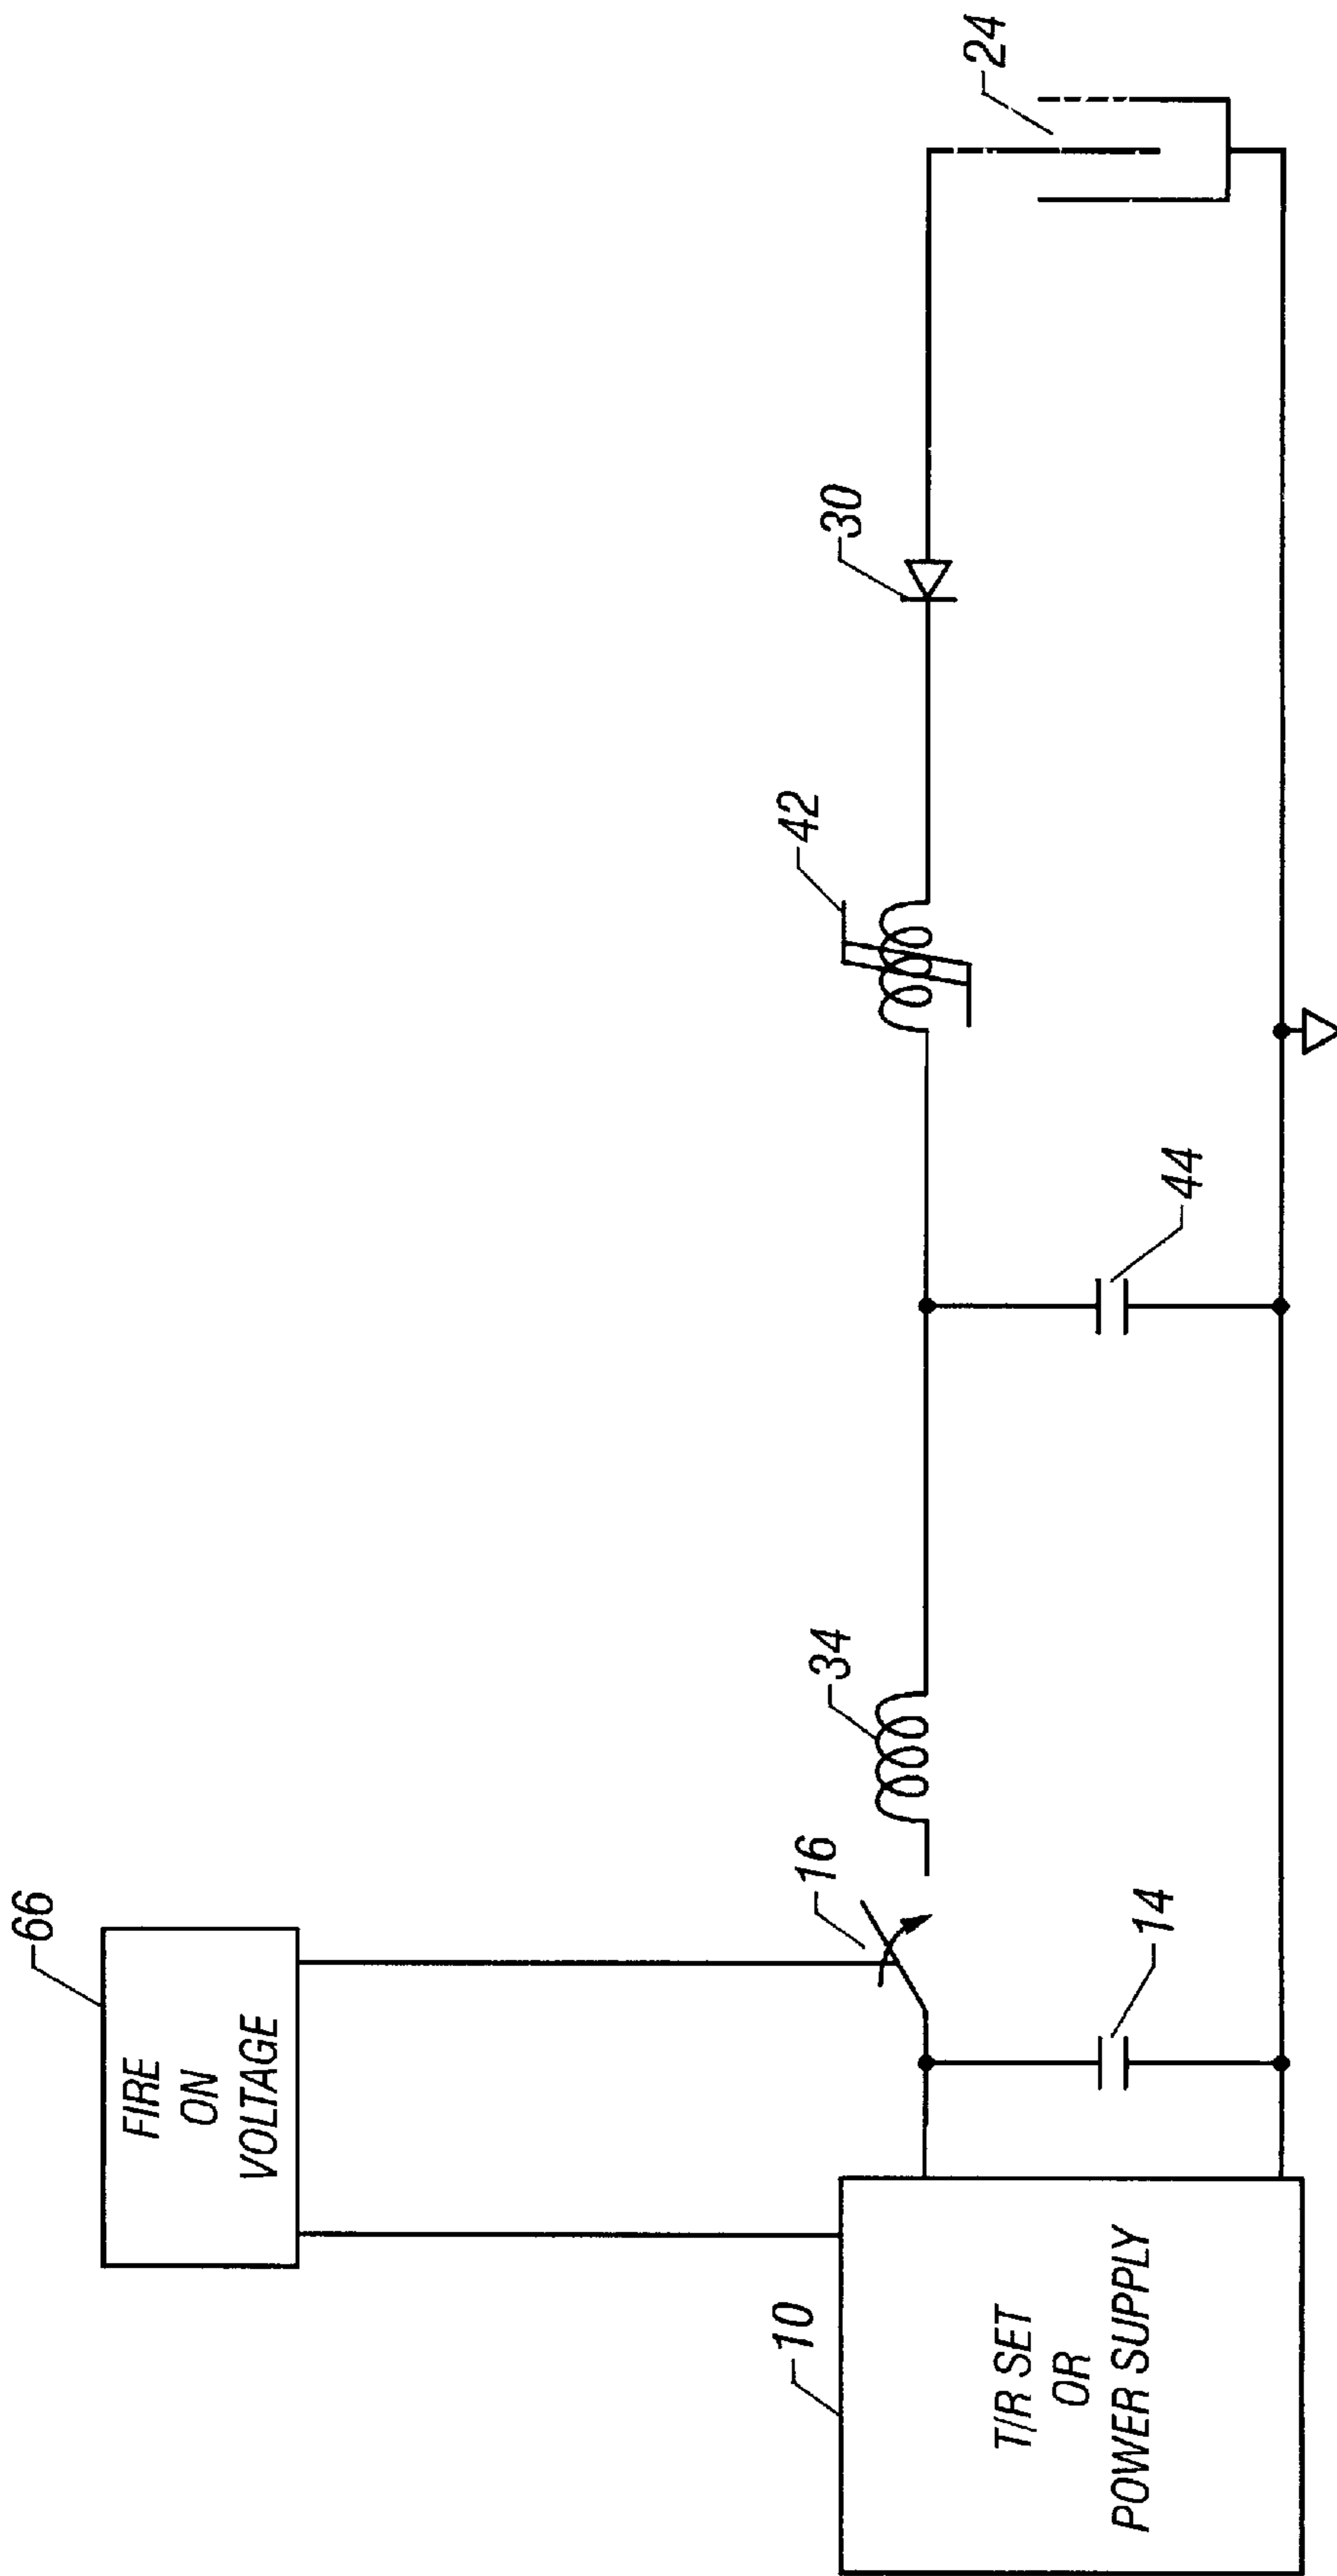 66
FIRE
ON
VOLTAGE
10
T/R SET
OR
POWER SUPPLY
16
34
14
44
42
30
24